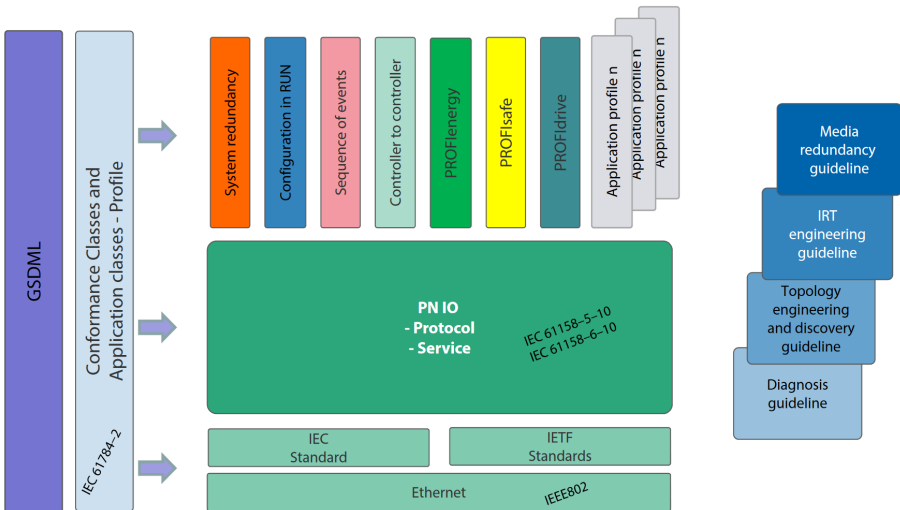 GSDML
Conformance Classes and
Application classes - Profile
IEC 61784–2
System redundancy
Configuration in RUN
Sequence of events
Controller to controller
PROFIenergy
PROFIsafe
PROFIdrive
Application profile n
Application profile n
Application profile n
PN IO
- Protocol
- Service
IEC 61158–5–10
IEC 61158–6–10
IEC
Standard
IETF
Standards
Ethernet
IEEE802
Media
redundancy
guideline
IRT
engineering
guideline
Topology
engineering
and discovery
guideline
Diagnosis
guideline